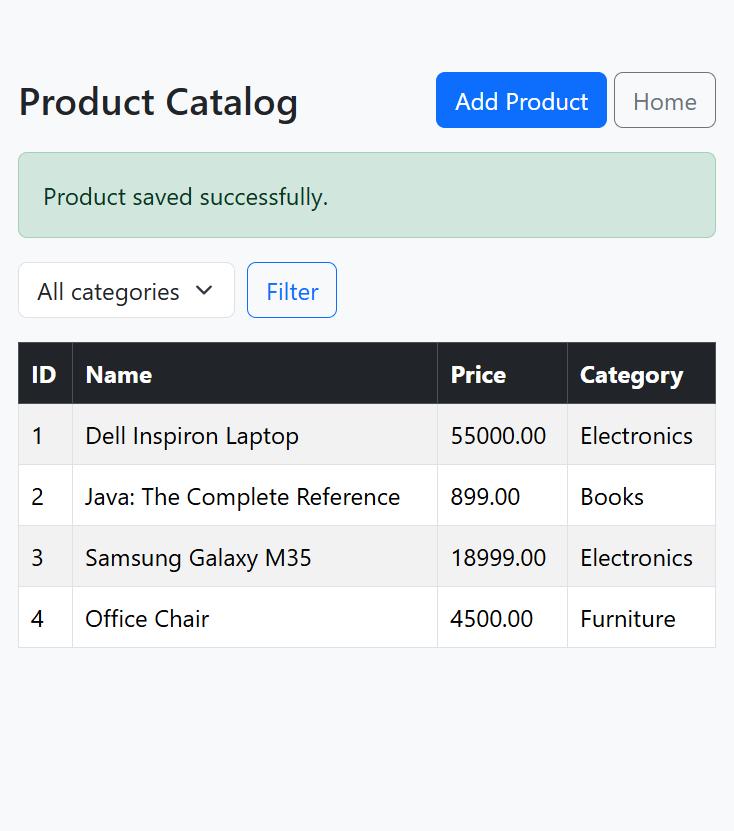 Product Catalog Add Product Home
Product saved successfully.
All categories Filter
ID Name Price Category
1 Dell Inspiron Laptop 55000.00 Electronics
2 Java: The Complete Reference 899.00 Books
3 Samsung Galaxy M35 18999.00 Electronics
4 Office Chair 4500.00 Furniture